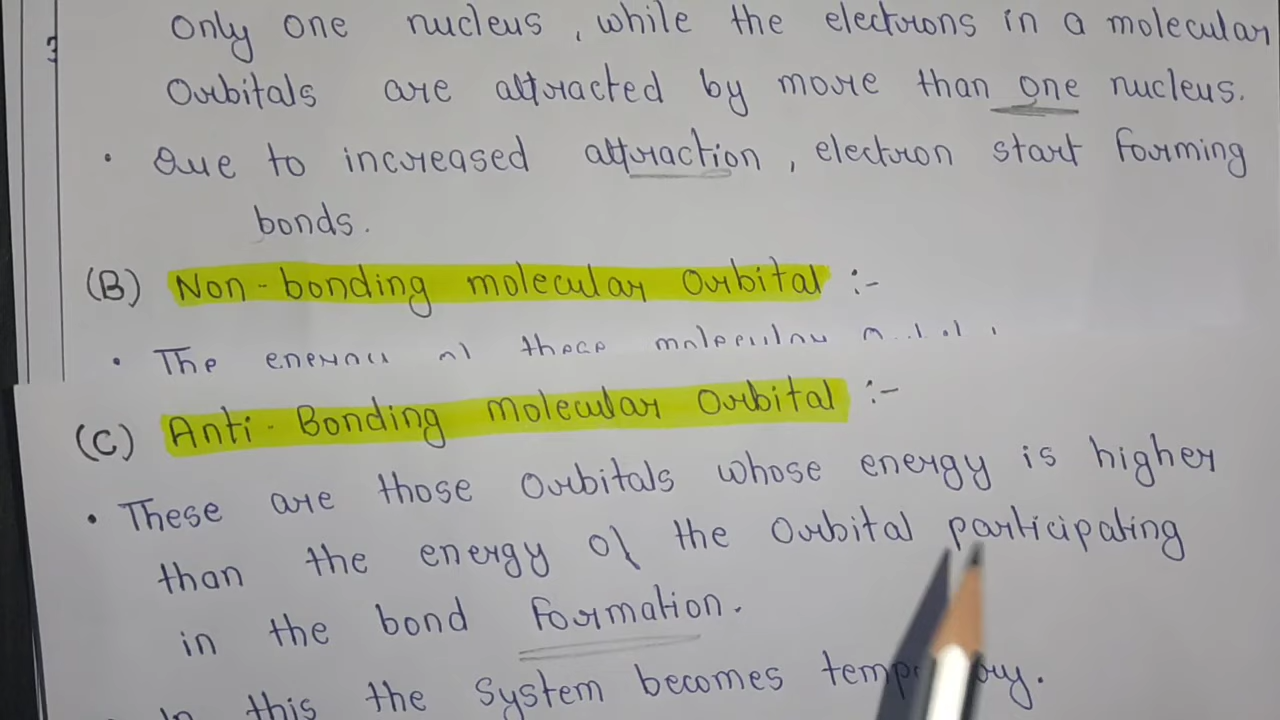 Only one nucleus, while the electrons in a molecular
Orbitals are attracted by more than one nucleus.
• Due to increased attraction, electron start forming
bonds.
(B) Non-bonding molecular Orbital :-
• The
(C) Anti-Bonding Molecular Orbital :-
• These are those Orbitals whose energy is higher
than the energy of the Orbital participating
in the bond Formation.
In this the System becomes